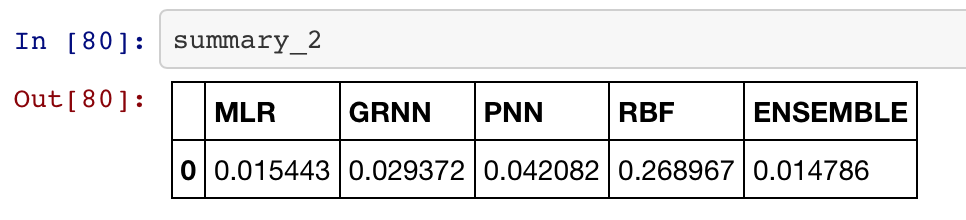 In [80]: summary_2
Out[80]:
MLR GRNN PNN RBF ENSEMBLE
0 0.015443 0.029372 0.042082 0.268967 0.014786